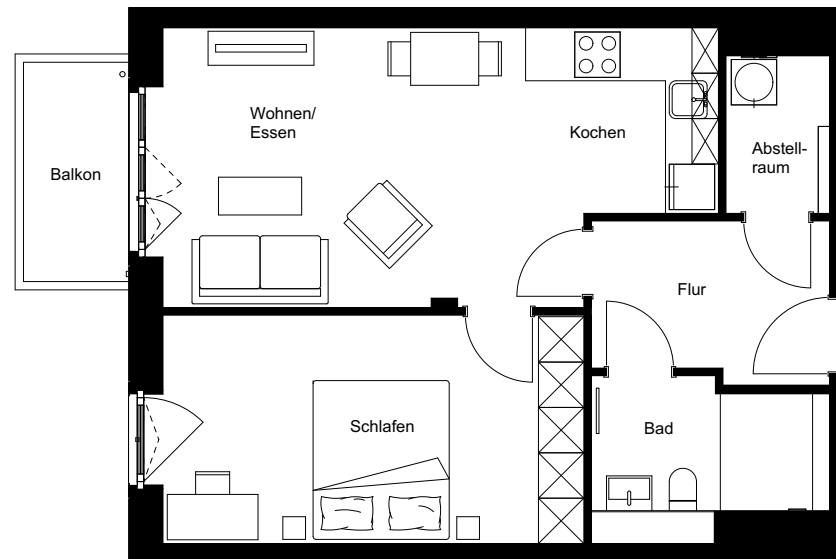 Wohnen/
Essen
Kochen
Abstell-
raum
Balkon
Flur
Schlafen
Bad